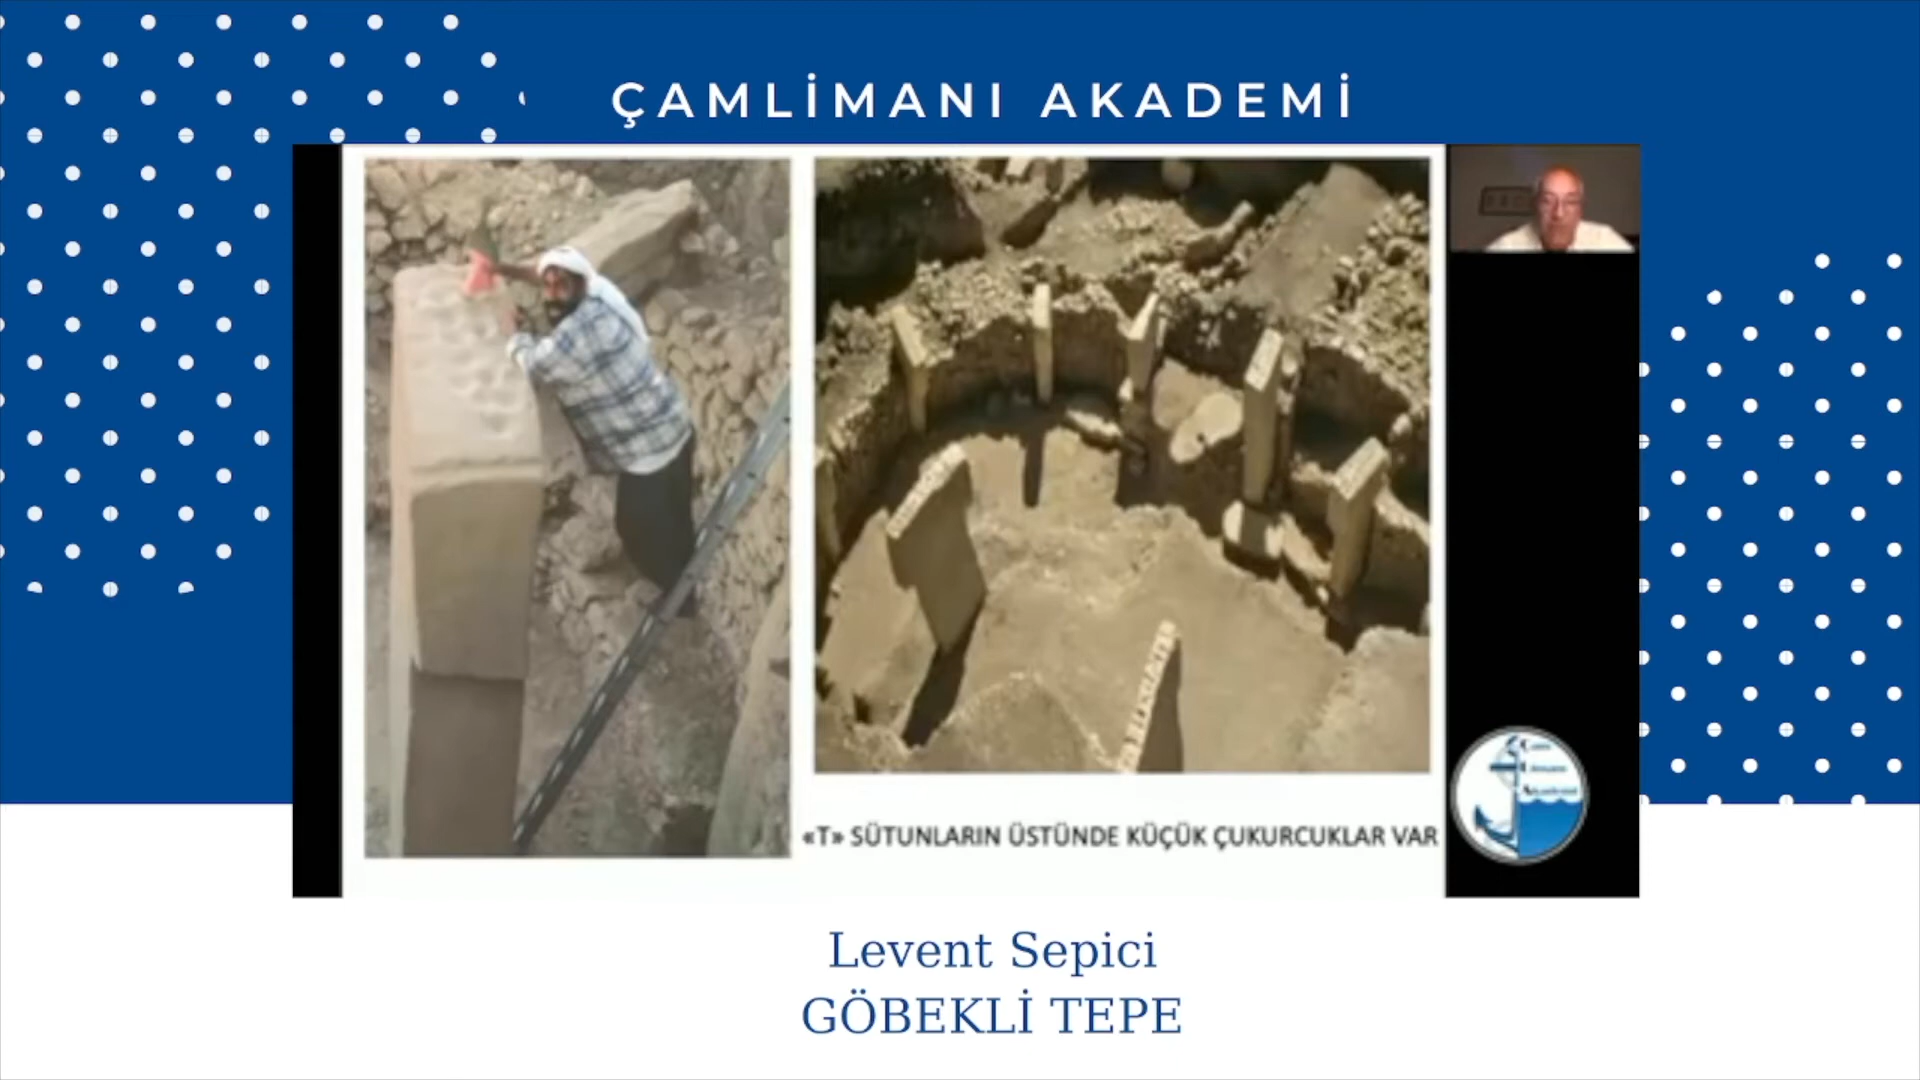 ÇAMLİMANI AKADEMİ
«T» SÜTUNLARIN ÜSTÜNDE KÜÇÜK ÇUKURCUKLAR VAR
Levent Sepici
GÖBEKLİ TEPE